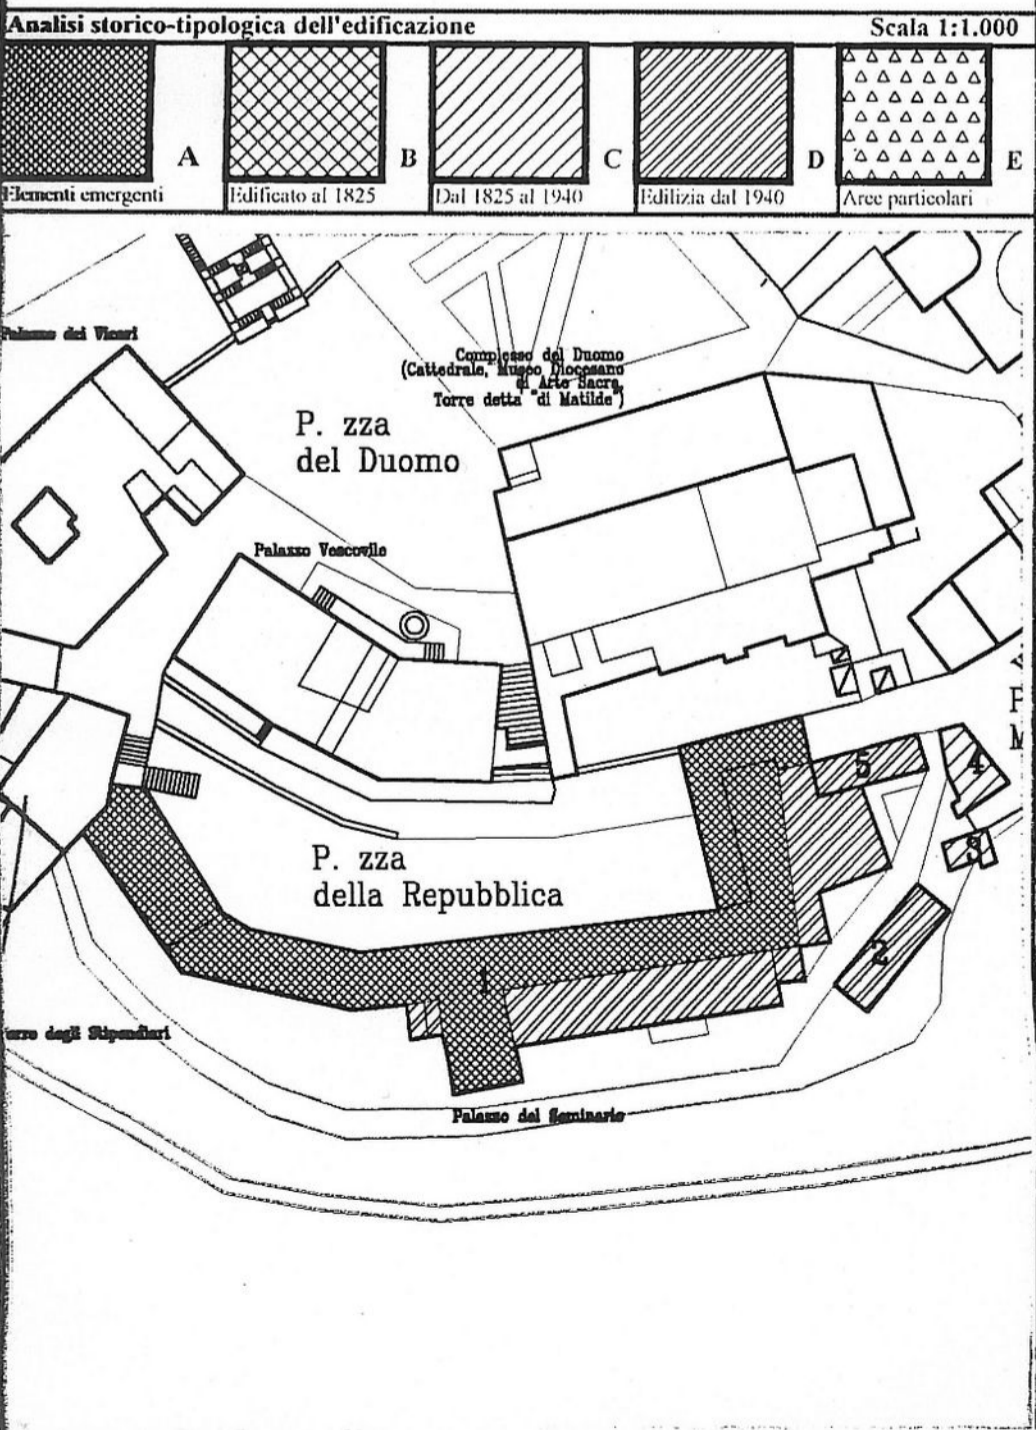 Analisi storico-tipologica dell'edificazione Scala 1:1.000
A B C D E
Elementi emergenti Edificato al 1825 Dal 1825 al 1940 Edilizia dal 1940 Aree particolari
Palazzo dei Vicari
Complesso del Duomo
(Cattedrale, Museo Diocesano
di Arte Sacra,
Torre detta "di Matilde")
P. zza
del Duomo
Palazzo Vescovile
P
M
5
4
3
P. zza
della Repubblica
2
1
orre degli Stipendiari
Palazzo del Seminario